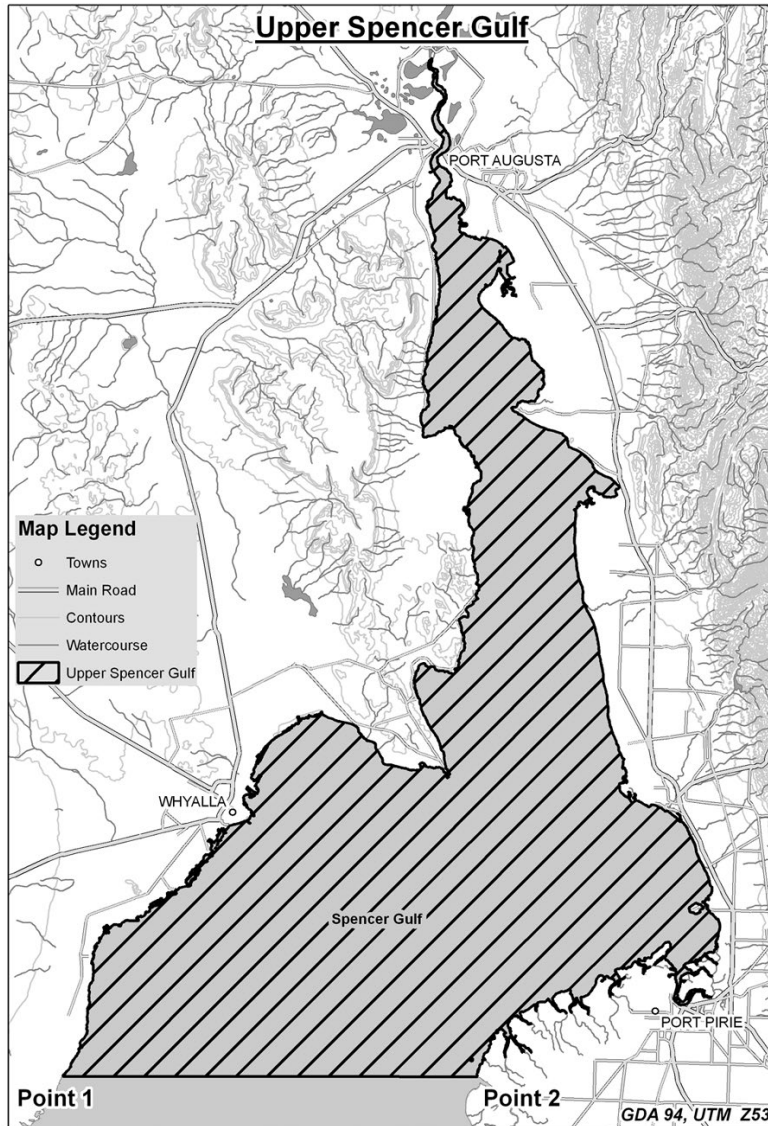 Upper Spencer Gulf
PORT AUGUSTA
Map Legend
Towns
Main Road
Contours
Watercourse
Upper Spencer Gulf
WHYALLA
Spencer Gulf
PORT PIRIE
Point 1
Point 2
GDA 94, UTM Z53